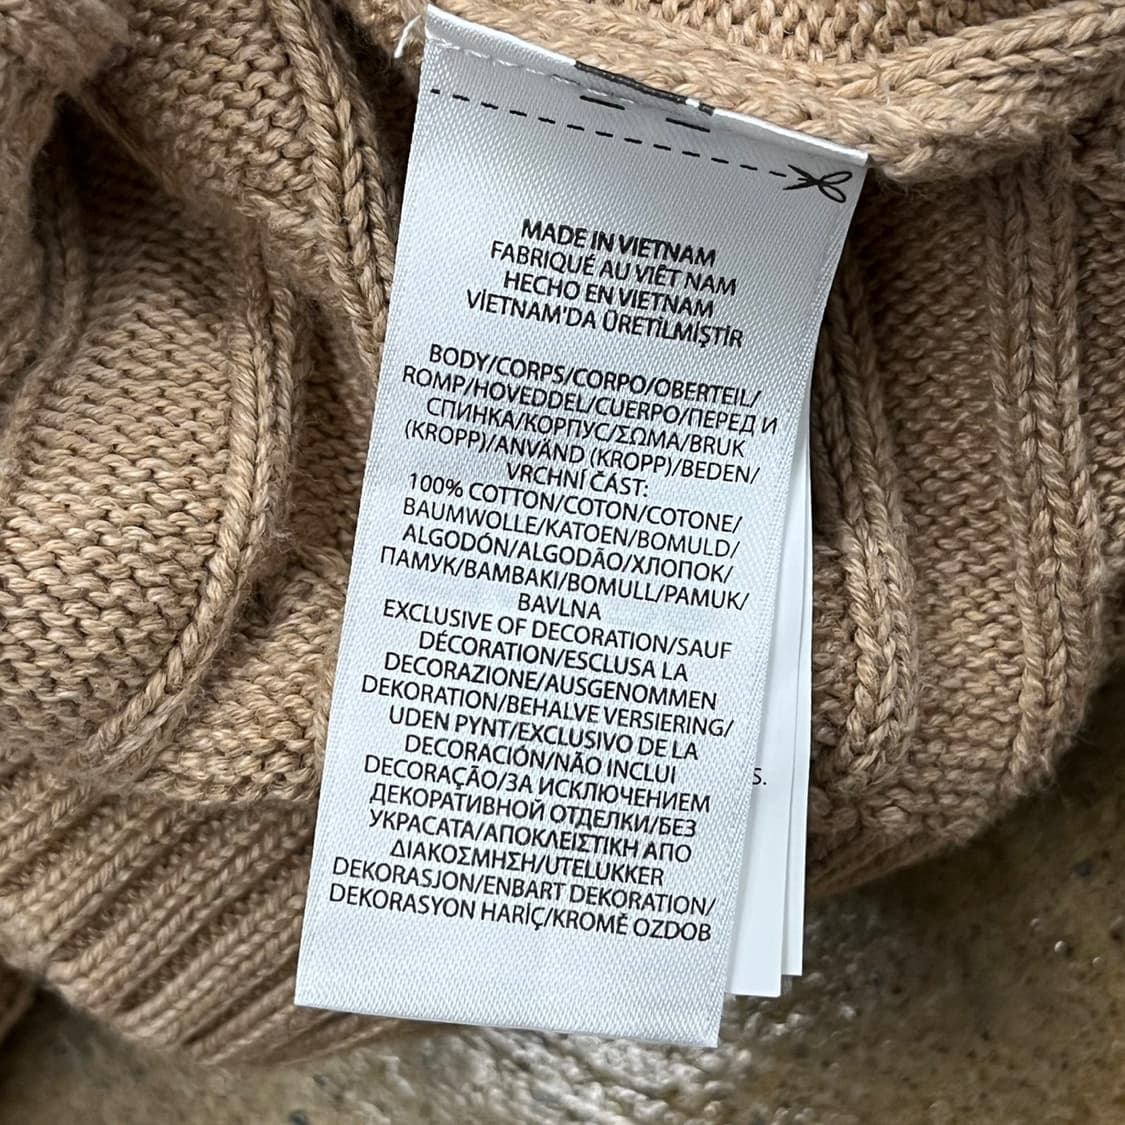 MADE IN VIETNAM
FABRIQUÉ AU VIÊT NAM
HECHO EN VIETNAM
VİETNAM'DA ÜRETİLMİŞTİR
BODY/CORPS/CORPO/OBERTEIL/
ROMP/HOVEDDEL/CUERPO/ПЕРЕД И
СПИНКА/КОРПУС/ΣΩΜΑ/BRUK
(KROPP)/ANVÄND (KROPP)/BEDEN/
VRCHNÍ ČÁST:
100% COTTON/COTON/COTONE/
BAUMWOLLE/KATOEN/BOMULD/
ALGODÓN/ALGODÃO/ХЛОПОК/
ПАМУК/ΒΑΜΒΑΚΙ/BOMULL/PAMUK/
BAVLNA
EXCLUSIVE OF DECORATION/SAUF
DÉCORATION/ESCLUSA LA
DECORAZIONE/AUSGENOMMEN
DEKORATION/BEHALVE VERSIERING/
UDEN PYNT/EXCLUSIVO DE LA
DECORACIÓN/NÃO INCLUI
DECORAÇÃO/ЗА ИСКЛЮЧЕНИЕМ
ДЕКОРАТИВНОЙ ОТДЕЛКИ/БЕЗ
УКРАСАТА/ΑΠΟΚΛΕΙΣΤΙΚΗ ΑΠΟ
ΔΙΑΚΟΣΜΗΣΗ/UTELUKKER
DEKORASJON/ENBART DEKORATION/
DEKORASYON HARİÇ/KROMĚ OZDOB
S.